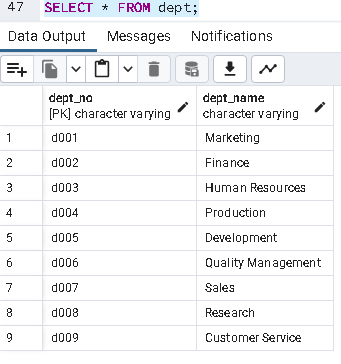 47 SELECT * FROM dept;
Data Output Messages Notifications
dept_no dept_name
[PK] character varying character varying
1 d001 Marketing
2 d002 Finance
3 d003 Human Resources
4 d004 Production
5 d005 Development
6 d006 Quality Management
7 d007 Sales
8 d008 Research
9 d009 Customer Service